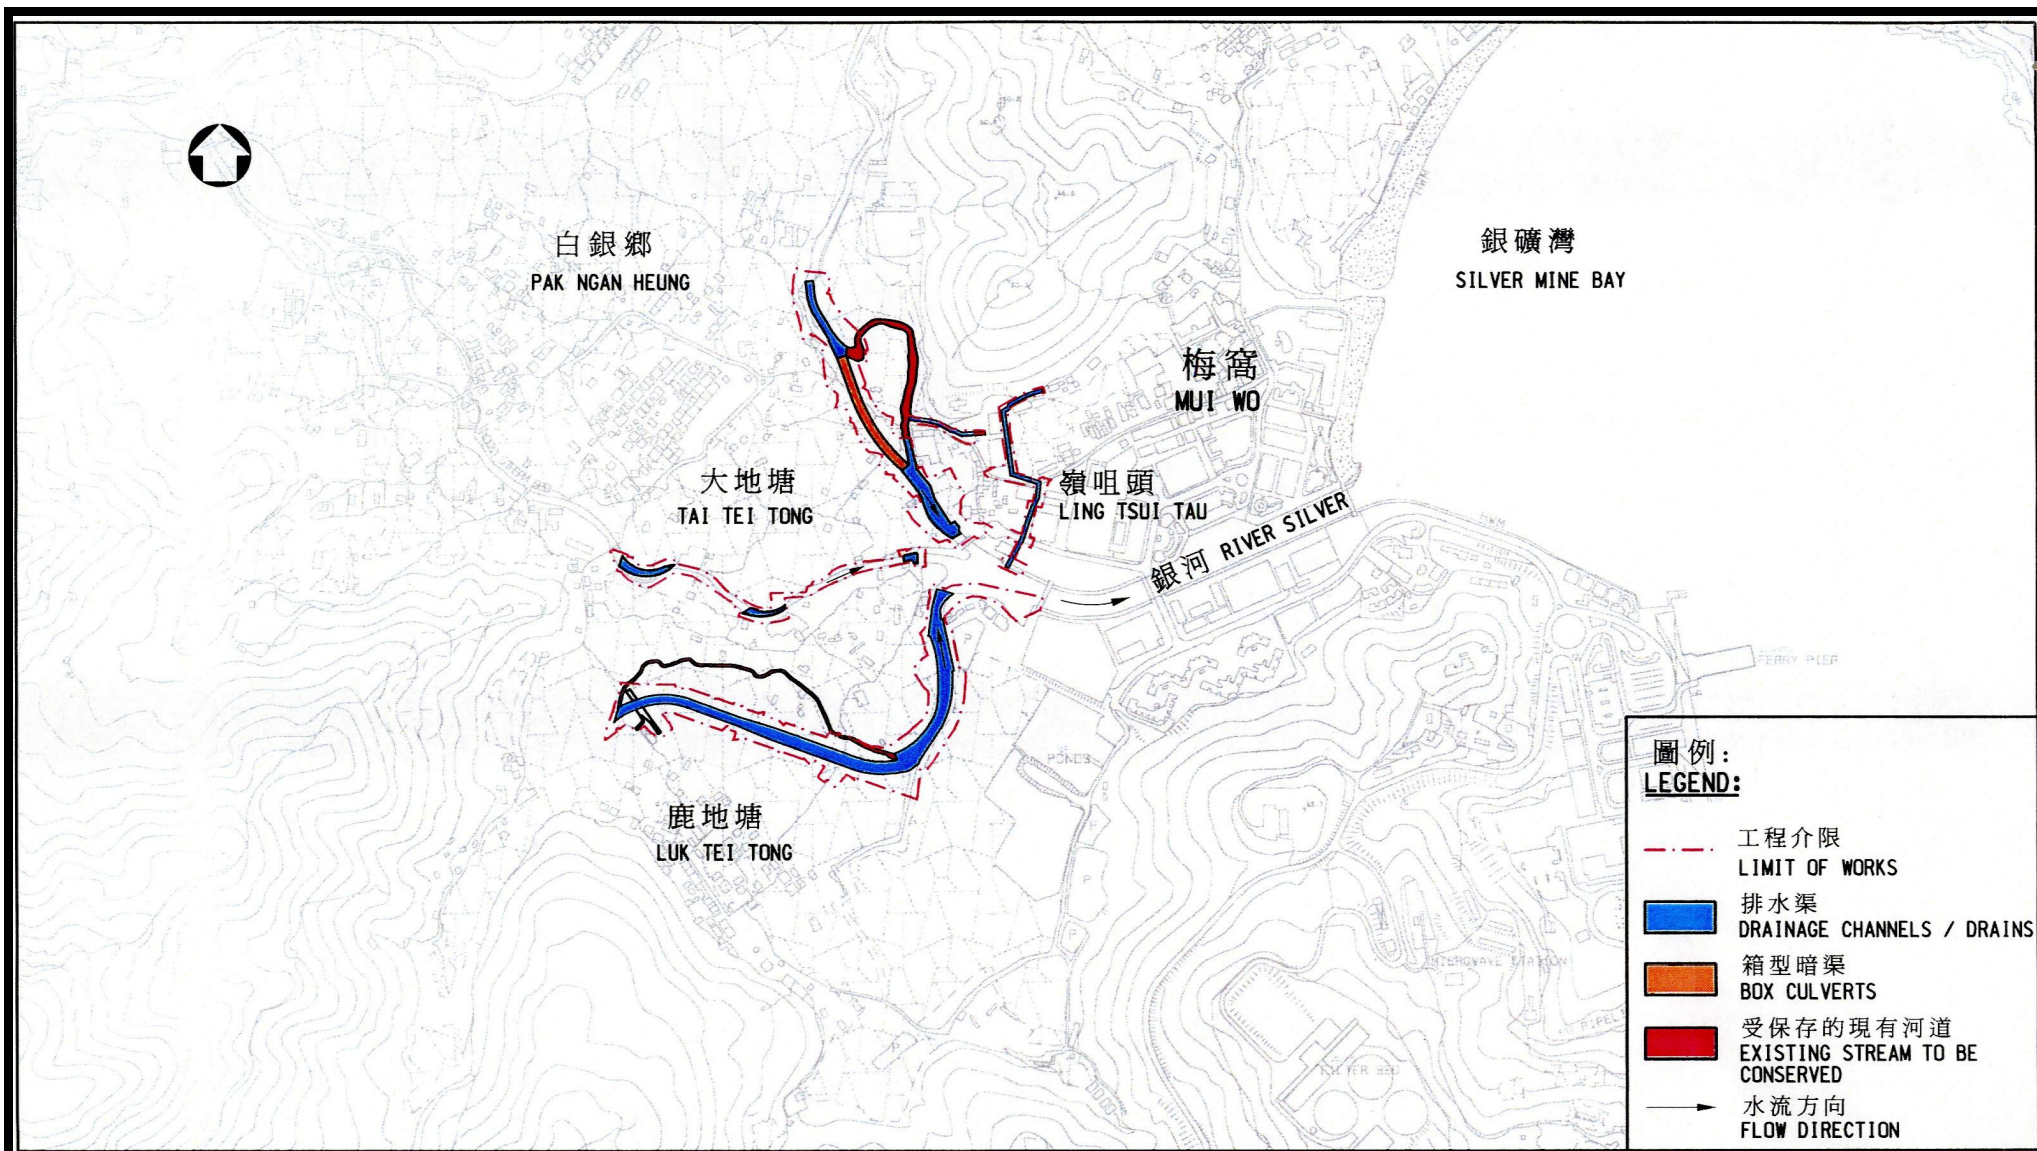 白銀鄉
PAK NGAN HEUNG
銀礦灣
SILVER MINE BAY
梅窩
MUI WO
大地塘
TAI TEI TONG
嶺咀頭
LING TSUI TAU
銀河 RIVER SILVER
HWM
FERRY PIER
PONDS
鹿地塘
LUK TEI TONG
圖例:
LEGEND:
工程介限
LIMIT OF WORKS
排水渠
DRAINAGE CHANNELS / DRAINS
箱型暗渠
BOX CULVERTS
受保存的現有河道
EXISTING STREAM TO BE
CONSERVED
水流方向
FLOW DIRECTION
FILTER BED